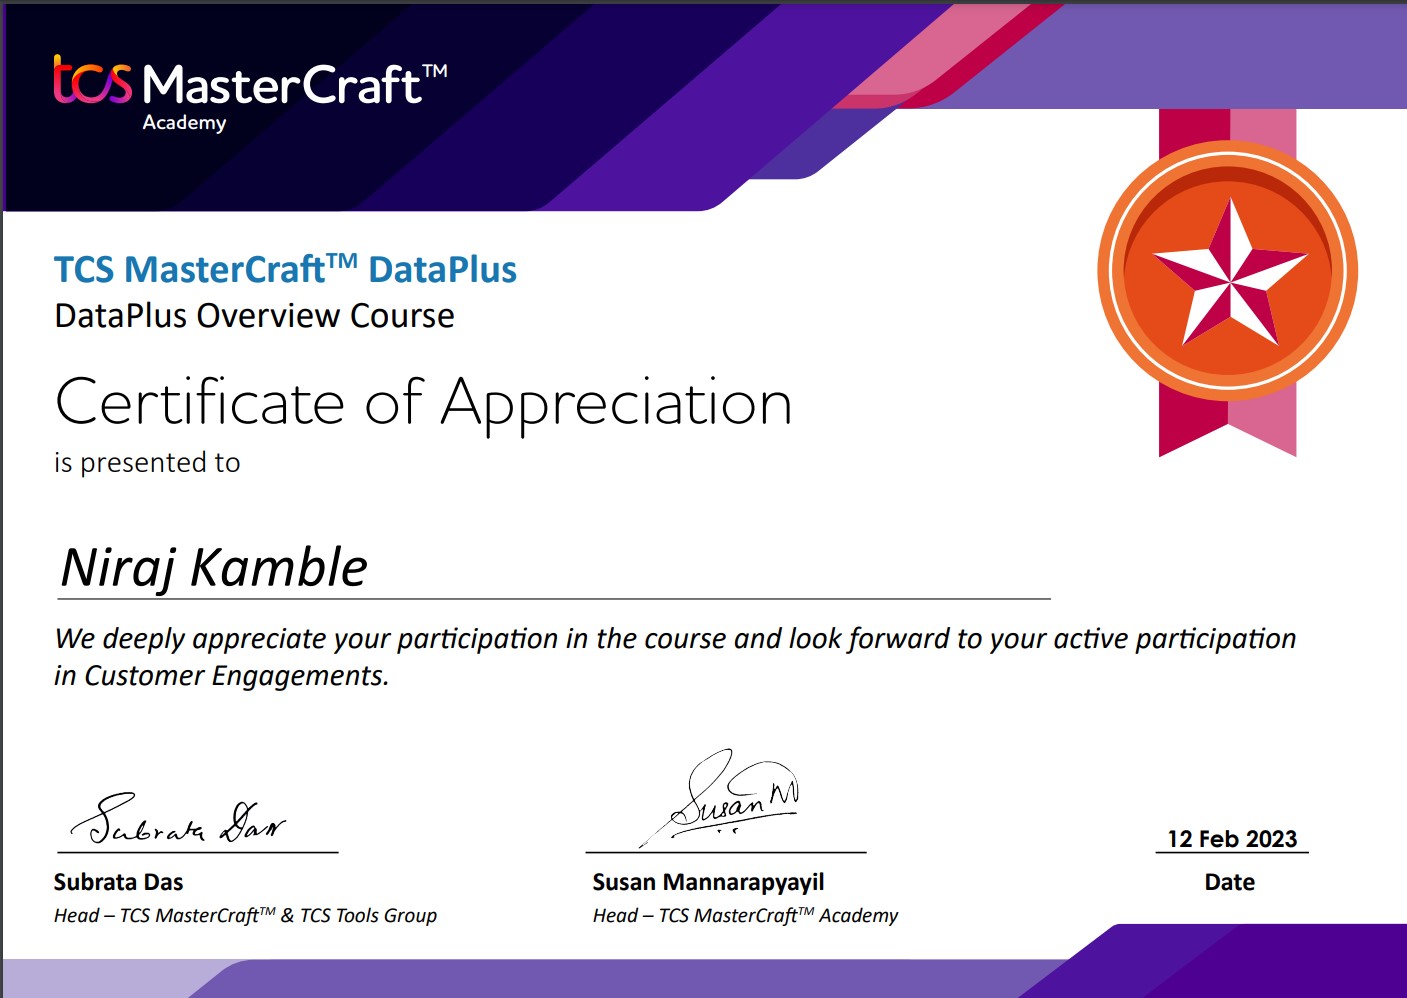 tcs MasterCraft™
Academy
TCS MasterCraft™ DataPlus
DataPlus Overview Course
Certificate of Appreciation
is presented to
Niraj Kamble
We deeply appreciate your participation in the course and look forward to your active participation
in Customer Engagements.
Subrata Das
Susan M
12 Feb 2023
Subrata Das
Susan Mannarapyayil
Date
Head – TCS MasterCraft™ & TCS Tools Group
Head – TCS MasterCraft™ Academy